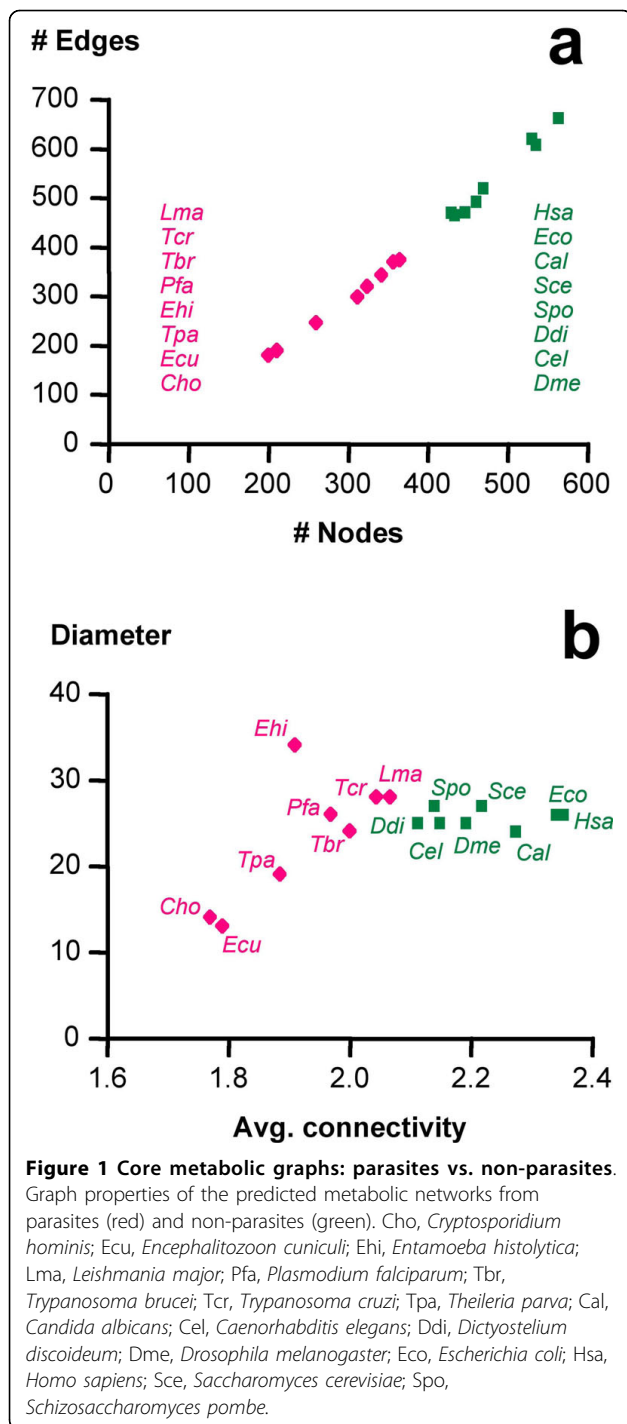 # Edges
a
700
600
500
400
300
200
100
0
Lma
Tcr
Tbr
Pfa
Ehi
Tpa
Ecu
Cho
Hsa
Eco
Cal
Sce
Spo
Ddi
Cel
Dme
0 100 200 300 400 500 600
# Nodes
Diameter
b
40
30
20
10
0
Ehi
Tcr Lma
Pfa
Tbr
Tpa
Cho
Ecu
Spo Sce Eco
Ddi Cel Dme Cal Hsa
1.6 1.8 2.0 2.2 2.4
Avg. connectivity
Figure 1 Core metabolic graphs: parasites vs. non-parasites.
Graph properties of the predicted metabolic networks from
parasites (red) and non-parasites (green). Cho, Cryptosporidium
hominis; Ecu, Encephalitozoon cuniculi; Ehi, Entamoeba histolytica;
Lma, Leishmania major; Pfa, Plasmodium falciparum; Tbr,
Trypanosoma brucei; Tcr, Trypanosoma cruzi; Tpa, Theileria parva; Cal,
Candida albicans; Cel, Caenorhabditis elegans; Ddi, Dictyostelium
discoideum; Dme, Drosophila melanogaster; Eco, Escherichia coli; Hsa,
Homo sapiens; Sce, Saccharomyces cerevisiae; Spo,
Schizosaccharomyces pombe.